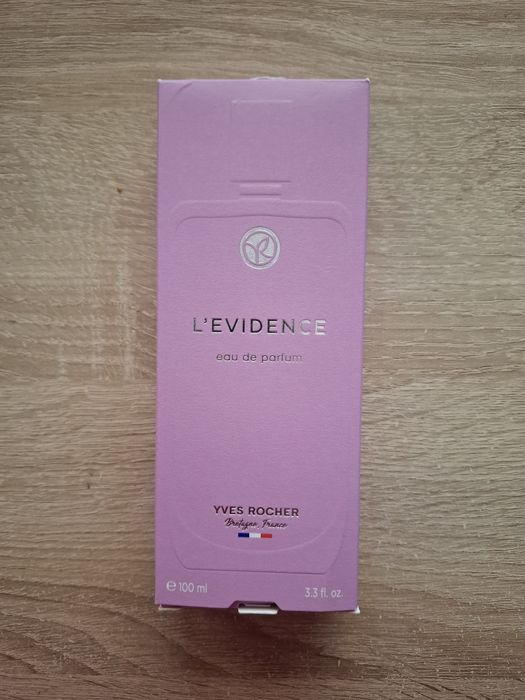 L'EVIDENCE
eau de parfum
YVES ROCHER
Bretagne, France
℮ 100 ml 3.3 fl. oz.